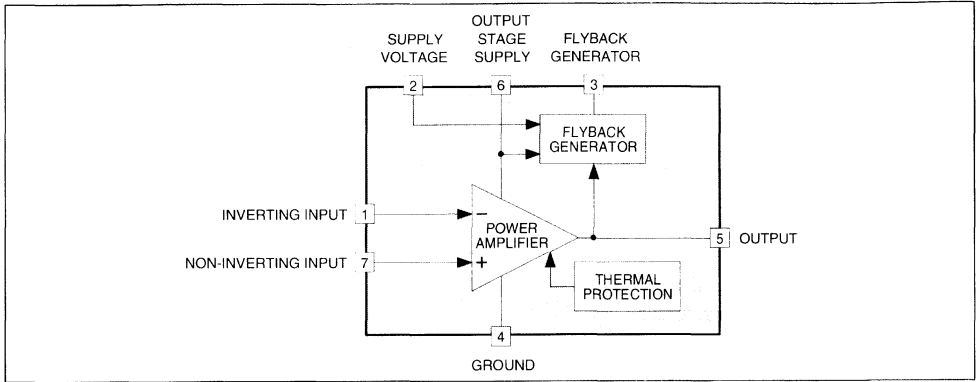 OUTPUT
SUPPLY STAGE FLYBACK
VOLTAGE SUPPLY GENERATOR
2 6 3
FLYBACK
GENERATOR
INVERTING INPUT 1 −
POWER
AMPLIFIER
5 OUTPUT
NON-INVERTING INPUT 7 +
THERMAL
PROTECTION
4
GROUND